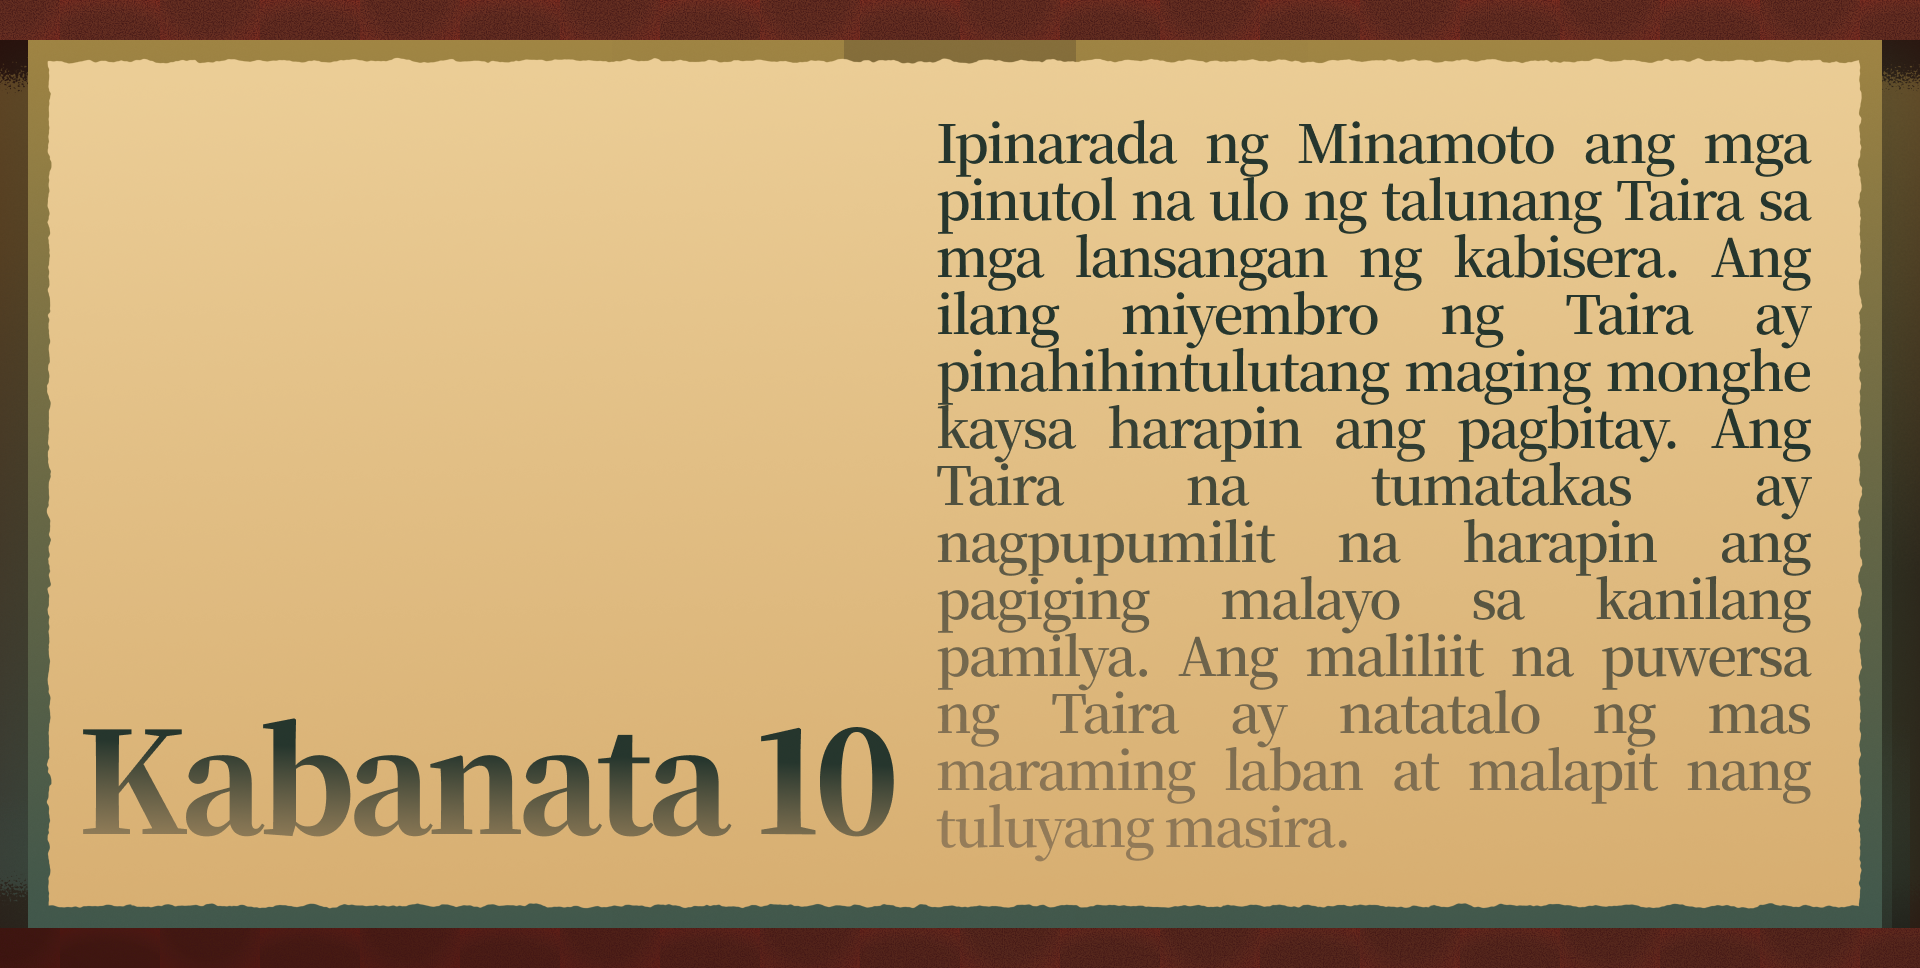 Kabanata 10
Ipinarada ng Minamoto ang mga
pinutol na ulo ng talunang Taira sa
mga lansangan ng kabisera. Ang
ilang miyembro ng Taira ay
pinahihintulutang maging monghe
kaysa harapin ang pagbitay. Ang
Taira na tumatakas ay
nagpupumilit na harapin ang
pagiging malayo sa kanilang
pamilya. Ang maliliit na puwersa
ng Taira ay natatalo ng mas
maraming laban at malapit nang
tuluyang masira.